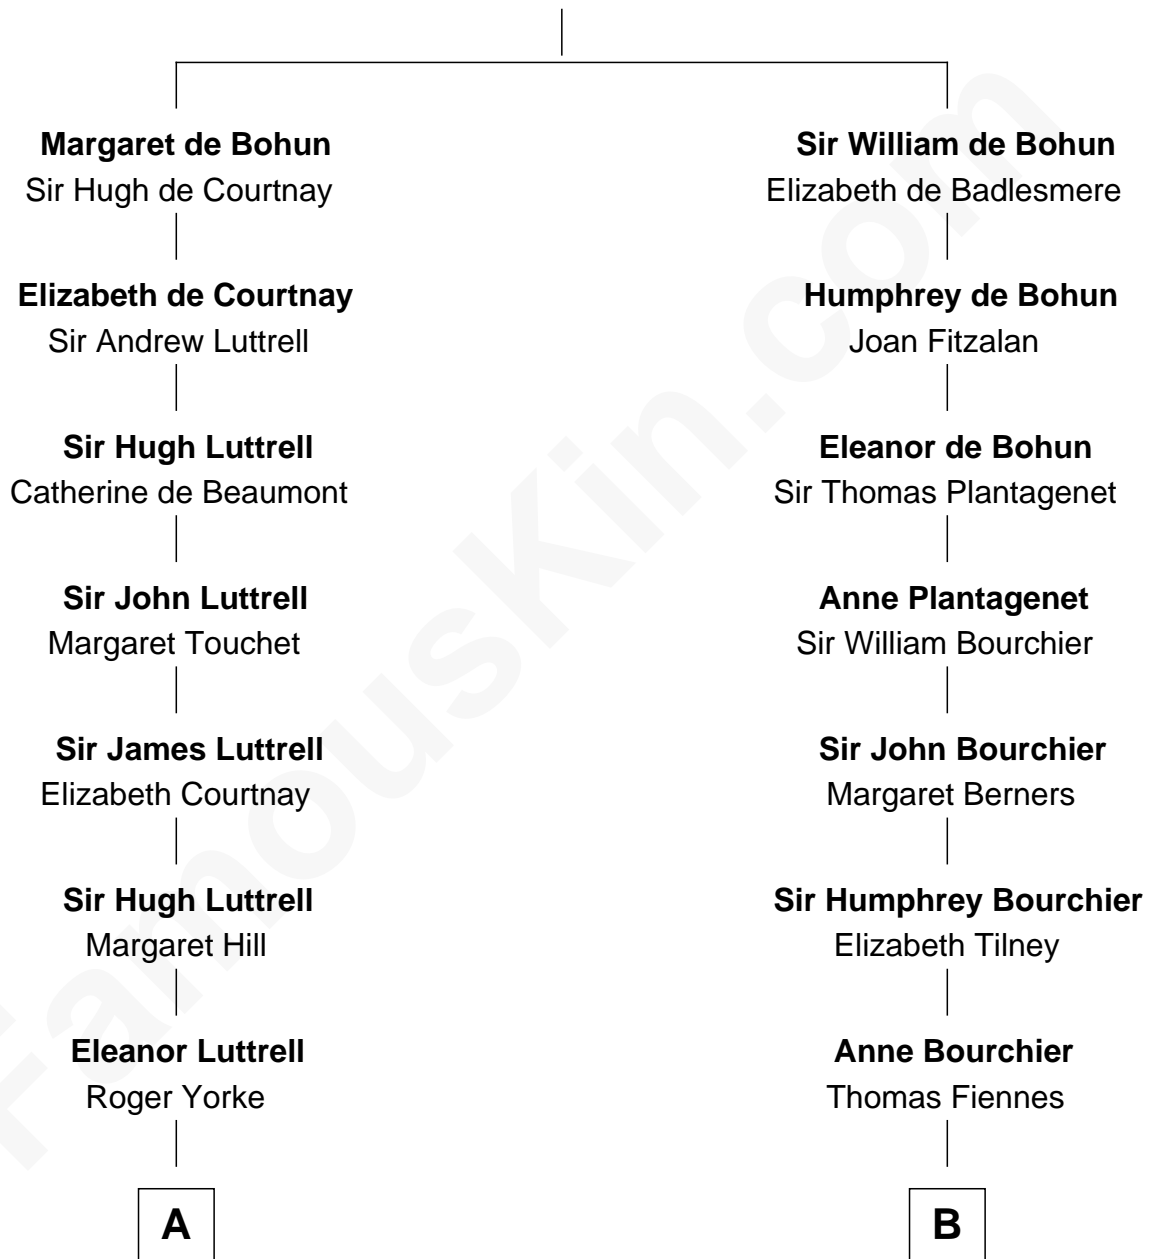 Margaret de Bohun
Sir Hugh de Courtnay
Elizabeth de Courtnay
Sir Andrew Luttrell
Sir Hugh Luttrell
Catherine de Beaumont
Sir John Luttrell
Margaret Touchet
Sir James Luttrell
Elizabeth Courtnay
Sir Hugh Luttrell
Margaret Hill
Eleanor Luttrell
Roger Yorke
A
Sir William de Bohun
Elizabeth de Badlesmere
Humphrey de Bohun
Joan Fitzalan
Eleanor de Bohun
Sir Thomas Plantagenet
Anne Plantagenet
Sir William Bourchier
Sir John Bourchier
Margaret Berners
Sir Humphrey Bourchier
Elizabeth Tilney
Anne Bourchier
Thomas Fiennes
B
FamousKin.com